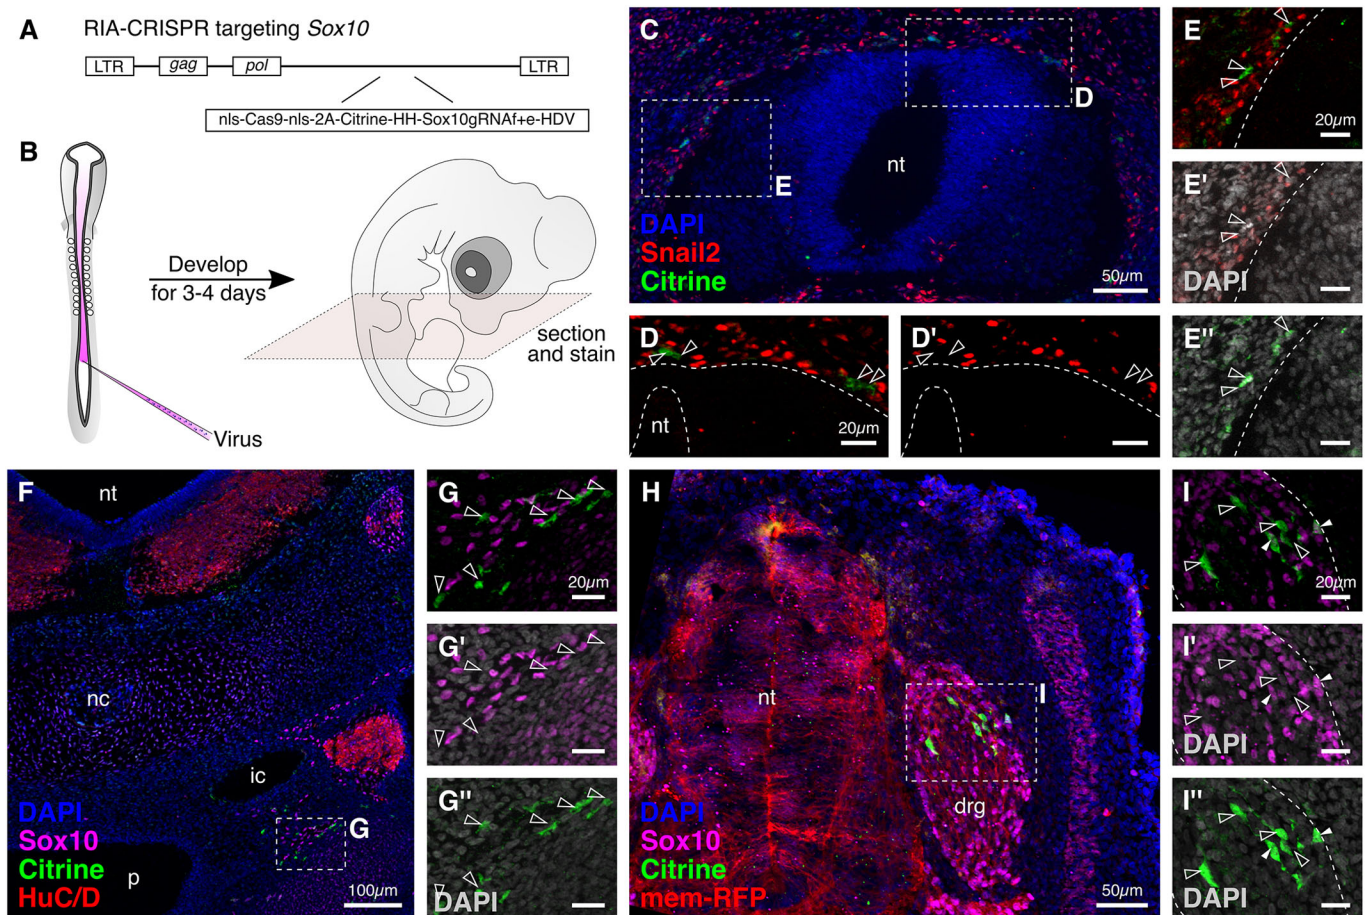 A
RIA-CRISPR targeting Sox10
LTR
gag
pol
LTR
nls-Cas9-nls-2A-Citrine-HH-Sox10gRNAf+e-HDV
B
Develop
for 3-4 days
section
and stain
Virus
C
D
E
nt
DAPI
Snail2
Citrine
50µm
D
nt
20µm
D'
E
20µm
E'
DAPI
E''
F
nt
nc
ic
G
p
DAPI
Sox10
Citrine
HuC/D
100µm
G
20µm
G'
G''
DAPI
H
nt
I
drg
DAPI
Sox10
Citrine
mem-RFP
50µm
I
20µm
I'
DAPI
I''
DAPI